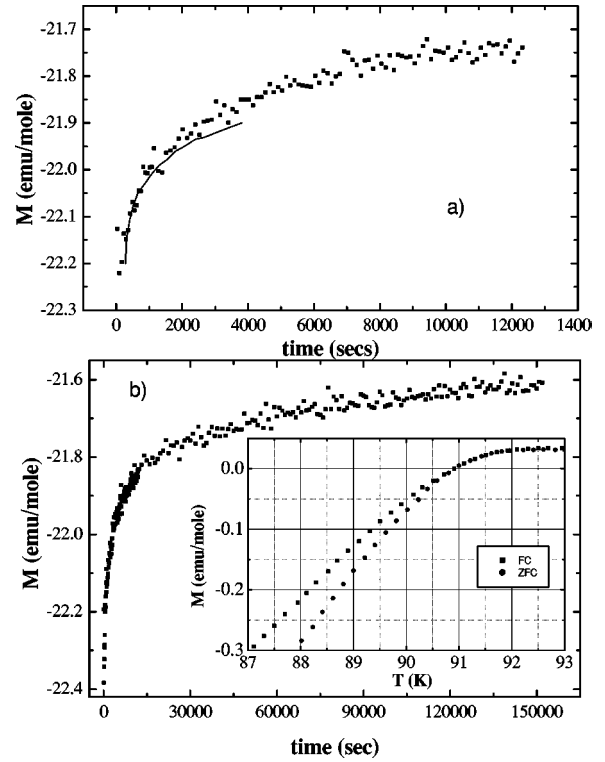 -21.7
-21.8
-21.9
-22.0
-22.1
-22.2
-22.3
M (emu/mole)
a)
0 2000 4000 6000 8000 10000 12000 14000
time (secs)
b)
-21.6
-21.8
-22.0
-22.2
-22.4
M (emu/mole)
0.0
-0.1
-0.2
-0.3
M (emu/mole)
FC
ZFC
87 88 89 90 91 92 93
T (K)
0 30000 60000 90000 120000 150000
time (sec)